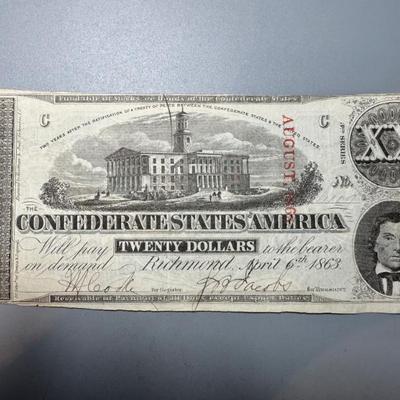 Fundable in Stocks or Bonds of the Confederate States
TWO YEARS AFTER THE RATIFICATION OF A TREATY OF PEACE BETWEEN THE CONFEDERATE STATES & THE UNITED STATES
C
C
AUGUST, 186
SERIES
XX
No.
THE
CONFEDERATE STATES AMERICA
Will pay TWENTY DOLLARS to the bearer
on demand Richmond April 6th 1863
for Register
for Treasurer
Receivable in Payment of all Dues except Export Duties